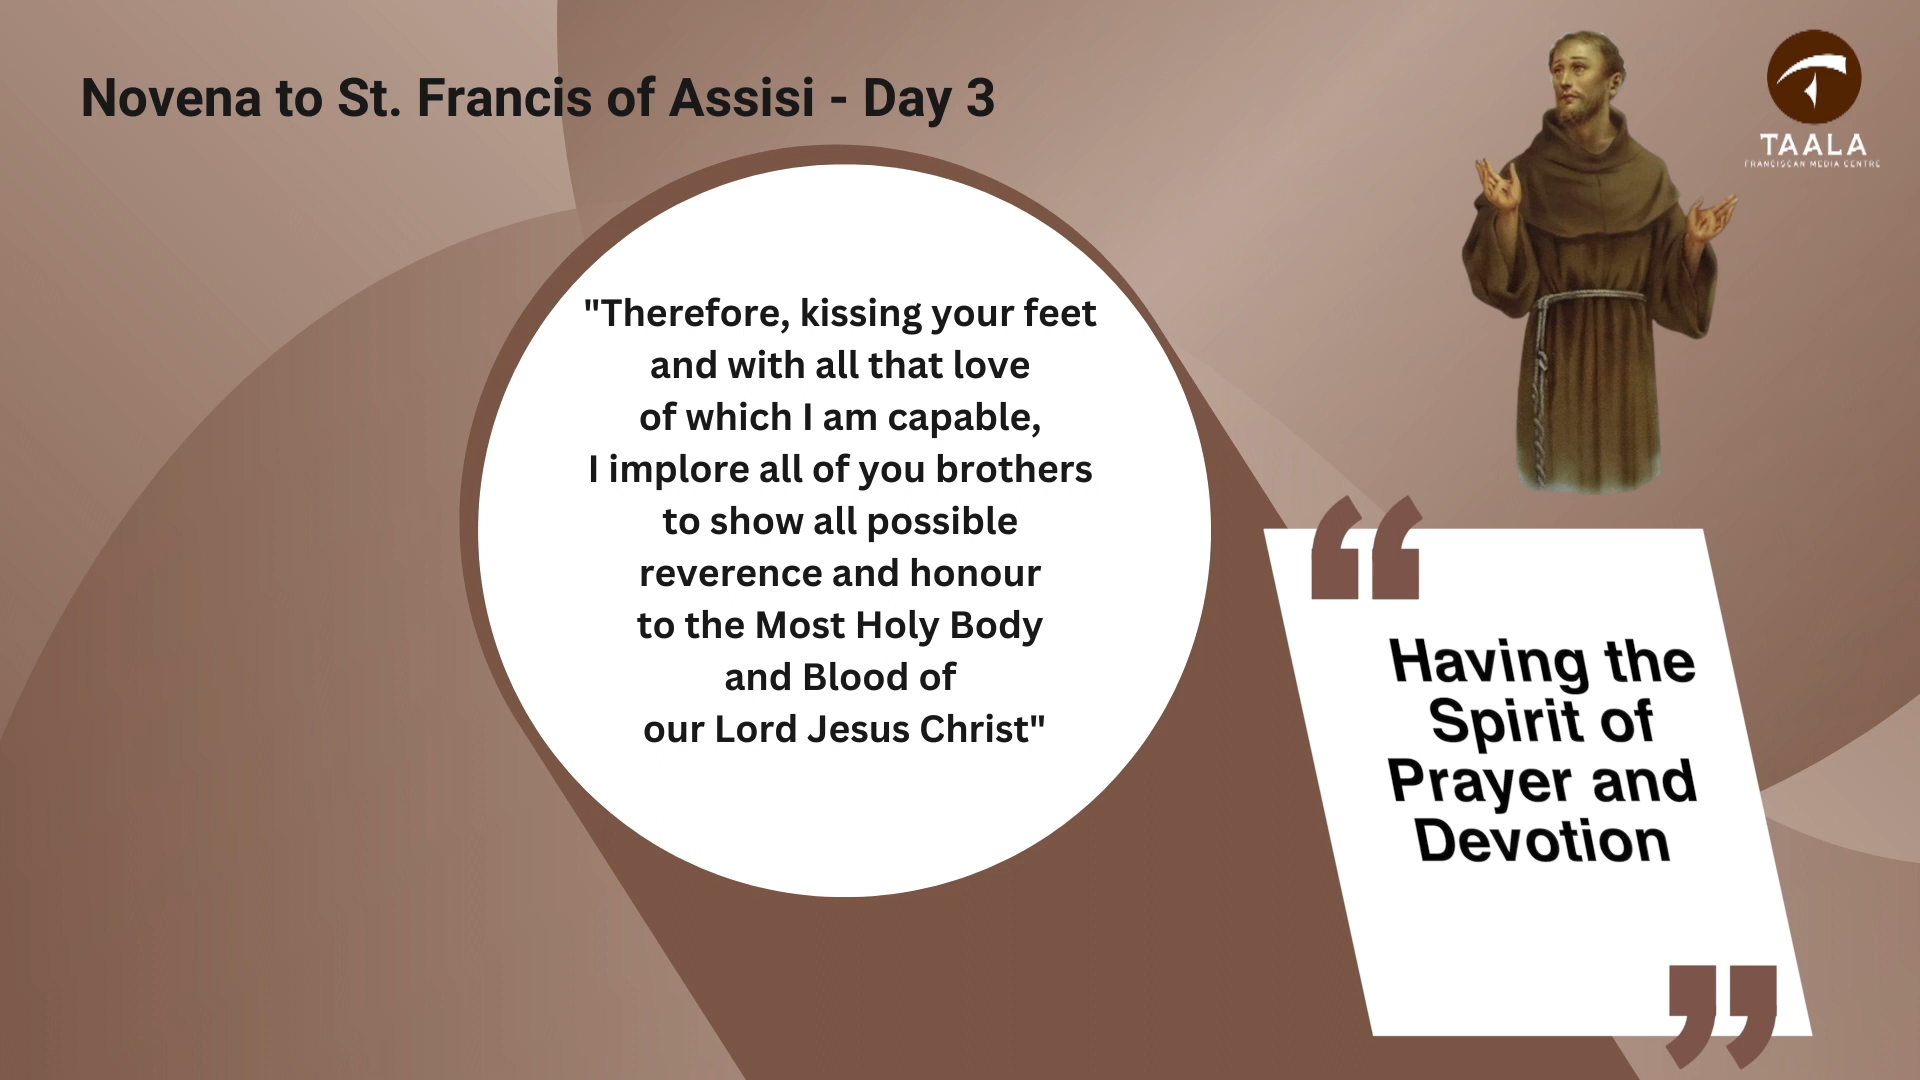 Novena to St. Francis of Assisi - Day 3
TAALA
FRANCISCAN MEDIA CENTRE
"Therefore, kissing your feet
and with all that love
of which I am capable,
I implore all of you brothers
to show all possible
reverence and honour
to the Most Holy Body
and Blood of
our Lord Jesus Christ"
“
Having the
Spirit of
Prayer and
Devotion
”